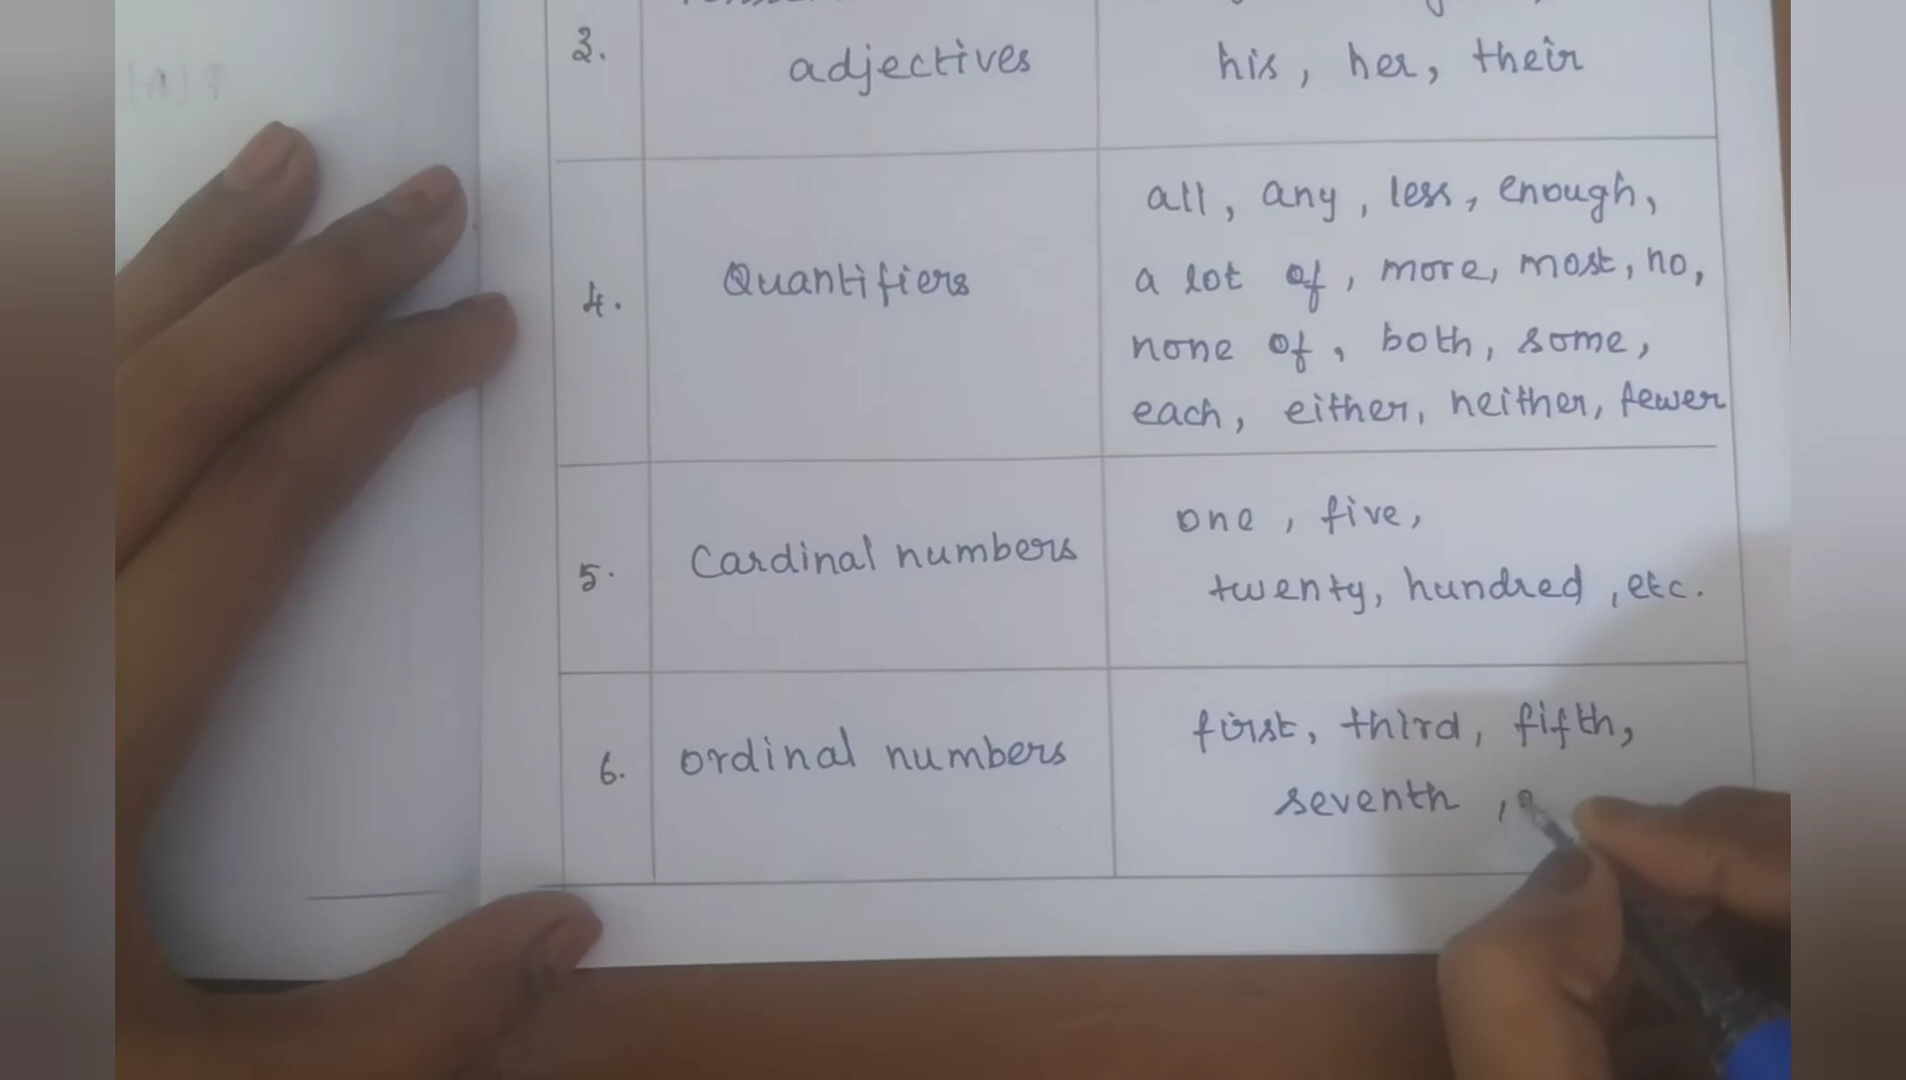 3.
adjectives
his, her, their
4.
Quantifiers
all, any, less, enough,
a lot of, more, most, no,
none of, both, some,
each, either, neither, fewer
5.
Cardinal numbers
one, five,
twenty, hundred, etc.
6.
ordinal numbers
first, third, fifth,
seventh,